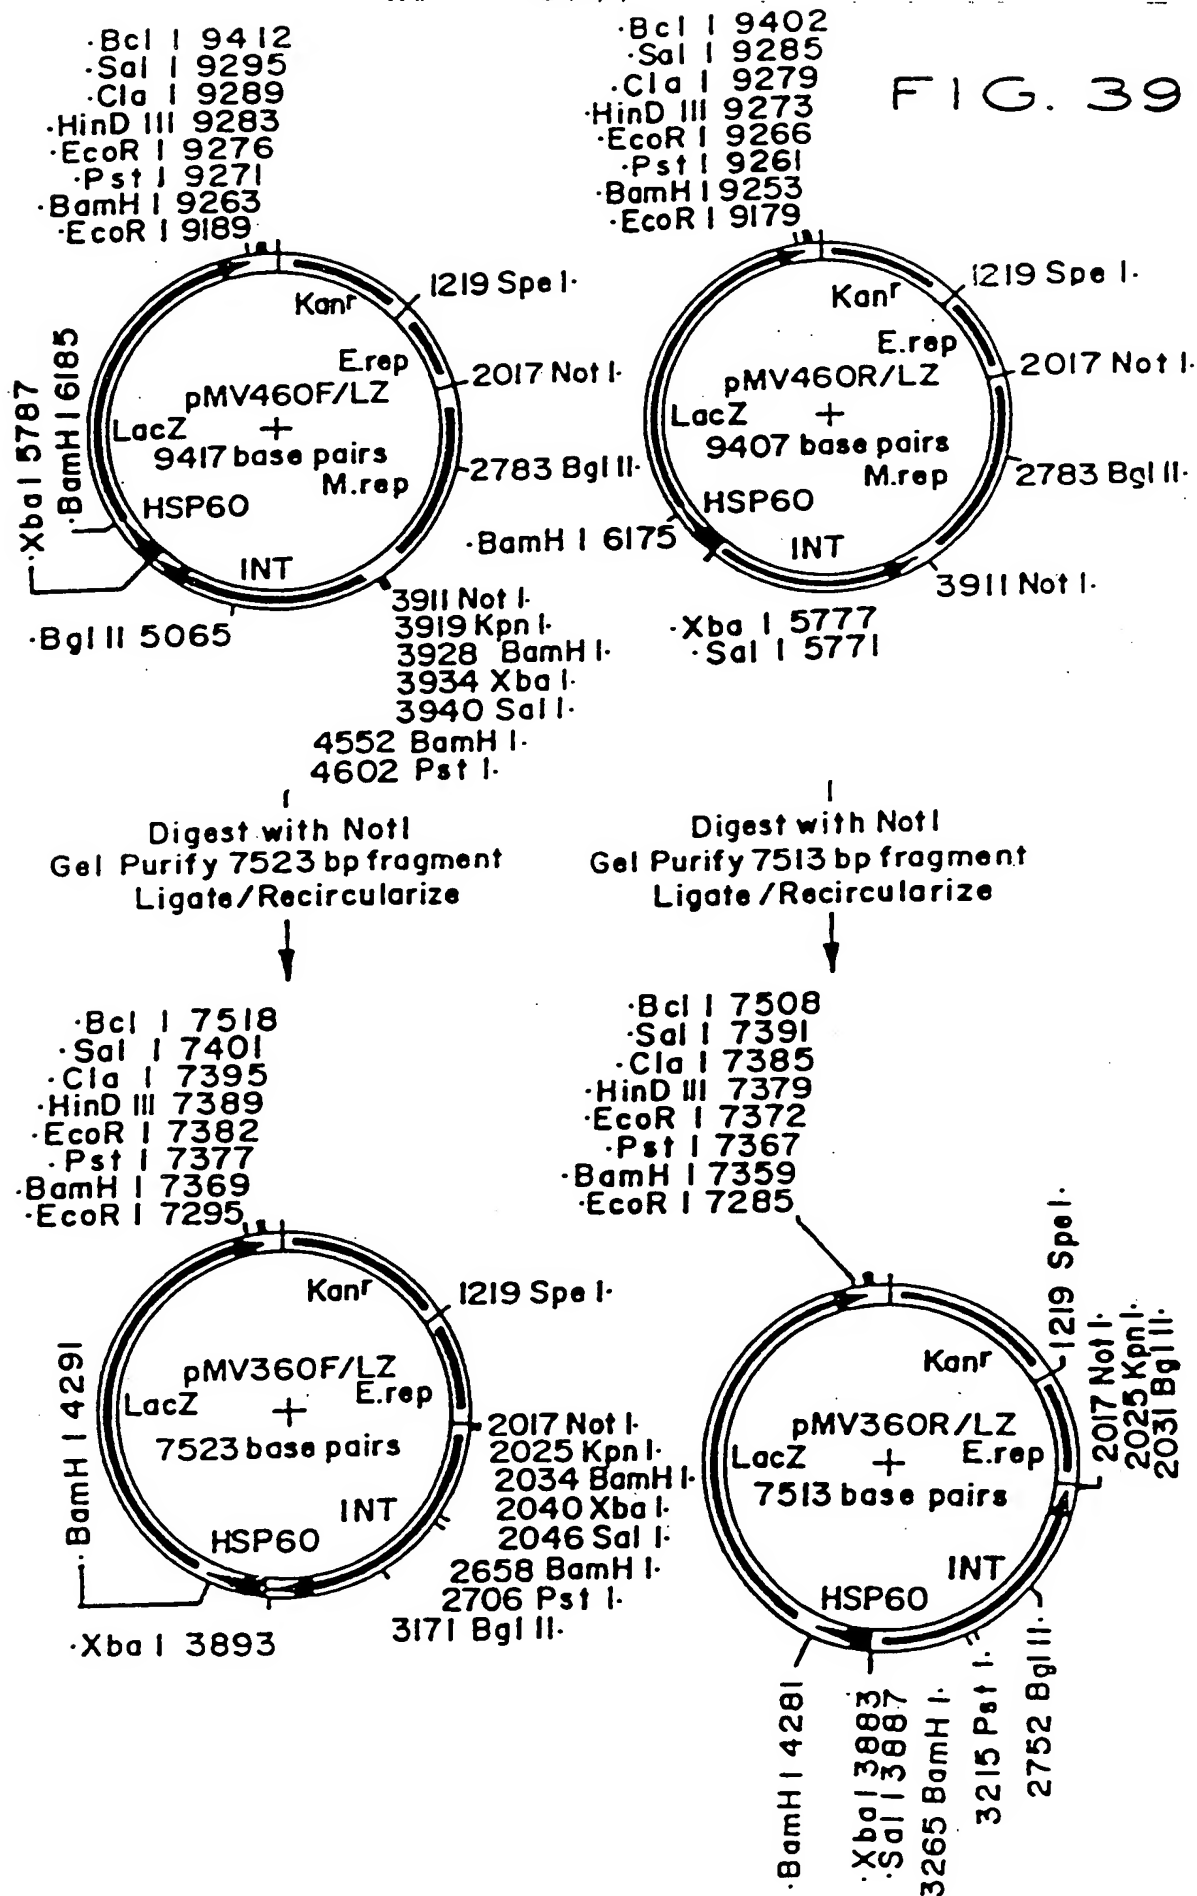 FIG. 39
·Bcl I 9412
·Sal I 9295
·Cla I 9289
·HinD III 9283
·EcoR I 9276
·Pst I 9271
·BamH I 9263
·EcoR I 9189
1219 Spe I·
Kanr
E.rep
2017 Not I·
pMV460F/LZ
LacZ
+
9417 base pairs
2783 Bgl II·
M.rep
HSP60
INT
·Xba I 5787
·BamH I 6185
·Bgl II 5065
3911 Not I·
3919 Kpn I·
3928 BamH I·
3934 Xba I·
3940 Sal I·
4552 BamH I·
4602 Pst I·
·Bcl I 9402
·Sal I 9285
·Cla I 9279
·HinD III 9273
·EcoR I 9266
·Pst I 9261
·BamH I 9253
·EcoR I 9179
1219 Spe I·
Kanr
E.rep
2017 Not I·
pMV460R/LZ
LacZ
+
9407 base pairs
M.rep
2783 Bgl II·
HSP60
·BamH I 6175
INT
3911 Not I·
·Xba I 5777
·Sal I 5771
Digest with NotI
Gel Purify 7523 bp fragment
Ligate/Recircularize
Digest with NotI
Gel Purify 7513 bp fragment
Ligate/Recircularize
·Bcl I 7518
·Sal I 7401
·Cla I 7395
·HinD III 7389
·EcoR I 7382
·Pst I 7377
·BamH I 7369
·EcoR I 7295
1219 Spe I·
Kanr
pMV360F/LZ
E.rep
LacZ
+
7523 base pairs
2017 Not I·
2025 Kpn I·
2034 BamH I·
2040 Xba I·
2046 Sal I·
2658 BamH I·
2706 Pst I·
3171 Bgl II·
INT
HSP60
·BamH I 4291
·Xba I 3893
·Bcl I 7508
·Sal I 7391
·Cla I 7385
·HinD III 7379
·EcoR I 7372
·Pst I 7367
·BamH I 7359
·EcoR I 7285
1219 Spe I·
2017 Not I·
2025 Kpn I·
2031 Bgl II·
Kanr
pMV360R/LZ
LacZ
+
E.rep
7513 base pairs
INT
HSP60
·BamH I 4281
·Xba I 3883
·Sal I 3887
3265 BamH I·
3215 Pst I·
2752 Bgl II·